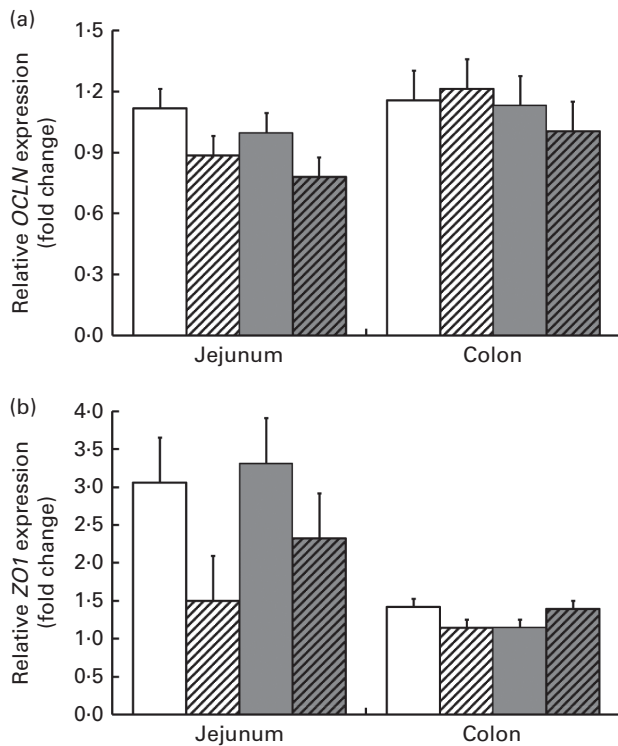 (a)
1·5
1·2
0·9
0·6
0·3
0·0
Relative OCLN expression
(fold change)
Jejunum
Colon
(b)
4·0
3·5
3·0
2·5
2·0
1·5
1·0
0·5
0·0
Relative ZO1 expression
(fold change)
Jejunum
Colon